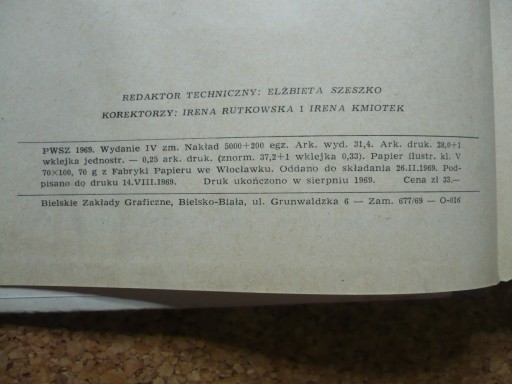 REDAKTOR TECHNICZNY: ELŻBIETA SZESZKO
KOREKTORZY: IRENA RUTKOWSKA I IRENA KMIOTEK
PWSZ 1969. Wydanie IV zm. Nakład 5000+200 egz. Ark. wyd. 31,4. Ark. druk. 28,0+1
wklejka jednostr. — 0,25 ark. druk. (znorm. 37,2+1 wklejka 0,33). Papier ilustr. kl. V
70×100, 70 g z Fabryki Papieru we Włocławku. Oddano do składania 26.II.1969. Pod-
pisano do druku 14.VIII.1969. Druk ukończono w sierpniu 1969. Cena zł 33.—
Bielskie Zakłady Graficzne, Bielsko-Biała, ul. Grunwaldzka 6 — Zam. 677/69 — O-016